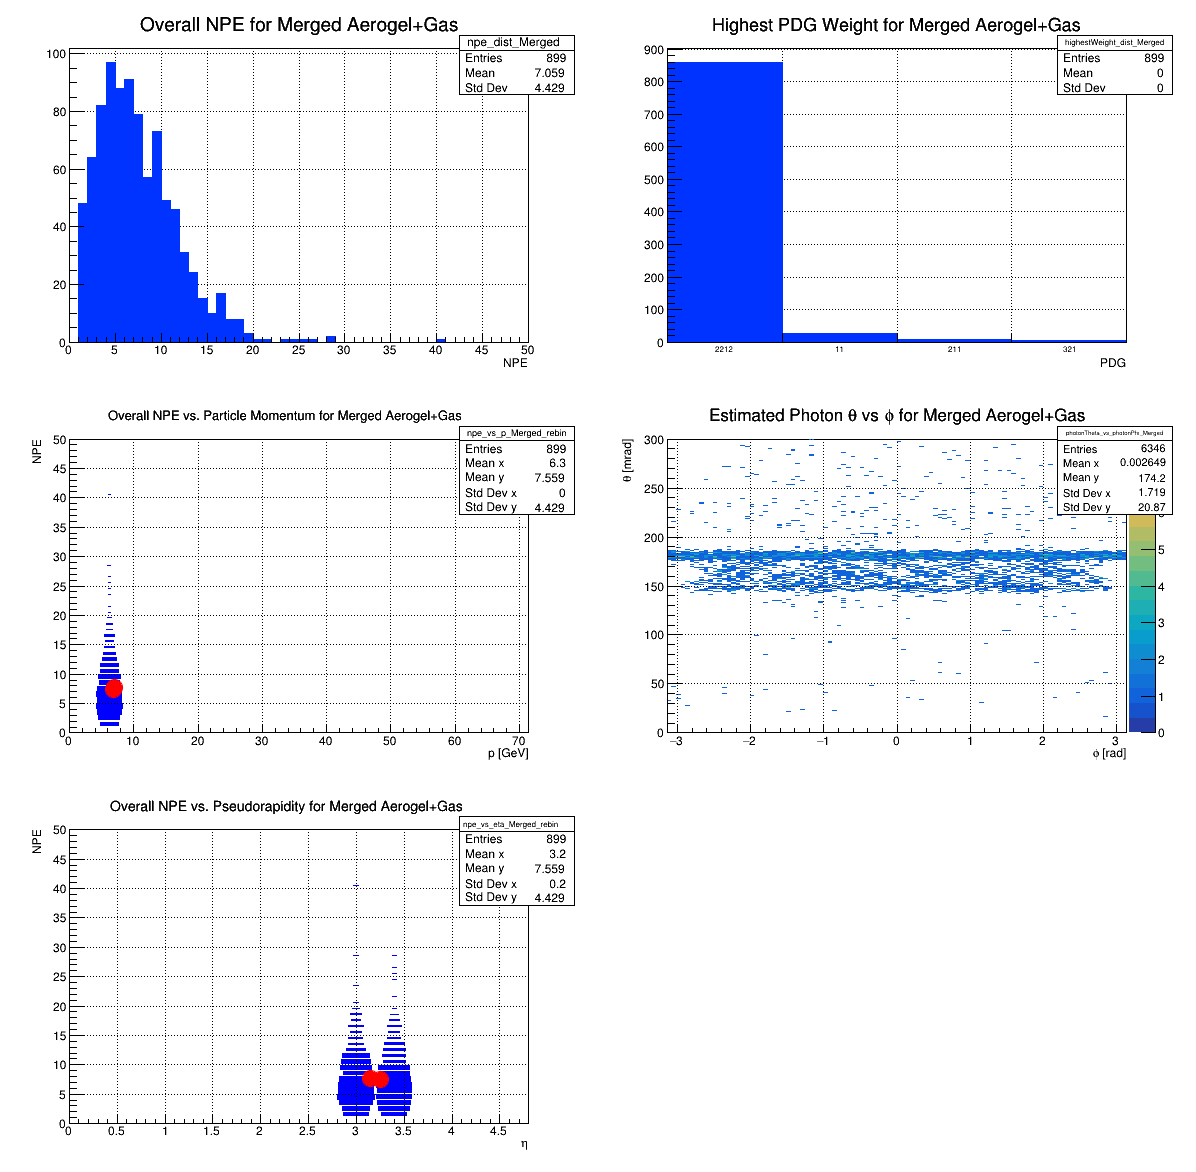 Overall NPE for Merged Aerogel+Gas
npe_dist_Merged
Entries 899
Mean 7.059
Std Dev 4.429
100
80
60
40
20
0
0 5 10 15 20 25 30 35 40 45 50
NPE
Highest PDG Weight for Merged Aerogel+Gas
highestWeight_dist_Merged
Entries 899
Mean 0
Std Dev 0
900
800
700
600
500
400
300
200
100
0
2212 11 211 321
PDG
Overall NPE vs. Particle Momentum for Merged Aerogel+Gas
npe_vs_p_Merged_rebin
Entries 899
Mean x 6.3
Mean y 7.559
Std Dev x 0
Std Dev y 4.429
NPE
50
45
40
35
30
25
20
15
10
5
0
0 10 20 30 40 50 60 70
p [GeV]
Estimated Photon θ vs ϕ for Merged Aerogel+Gas
photonTheta_vs_photonPhi_Merged
Entries 6346
Mean x 0.002649
Mean y 174.2
Std Dev x 1.719
Std Dev y 20.87
θ [mrad]
300
250
200
150
100
50
0
−3 −2 −1 0 1 2 3
ϕ [rad]
5
4
3
2
1
0
Overall NPE vs. Pseudorapidity for Merged Aerogel+Gas
npe_vs_eta_Merged_rebin
Entries 899
Mean x 3.2
Mean y 7.559
Std Dev x 0.2
Std Dev y 4.429
NPE
50
45
40
35
30
25
20
15
10
5
0
0 0.5 1 1.5 2 2.5 3 3.5 4 4.5
η